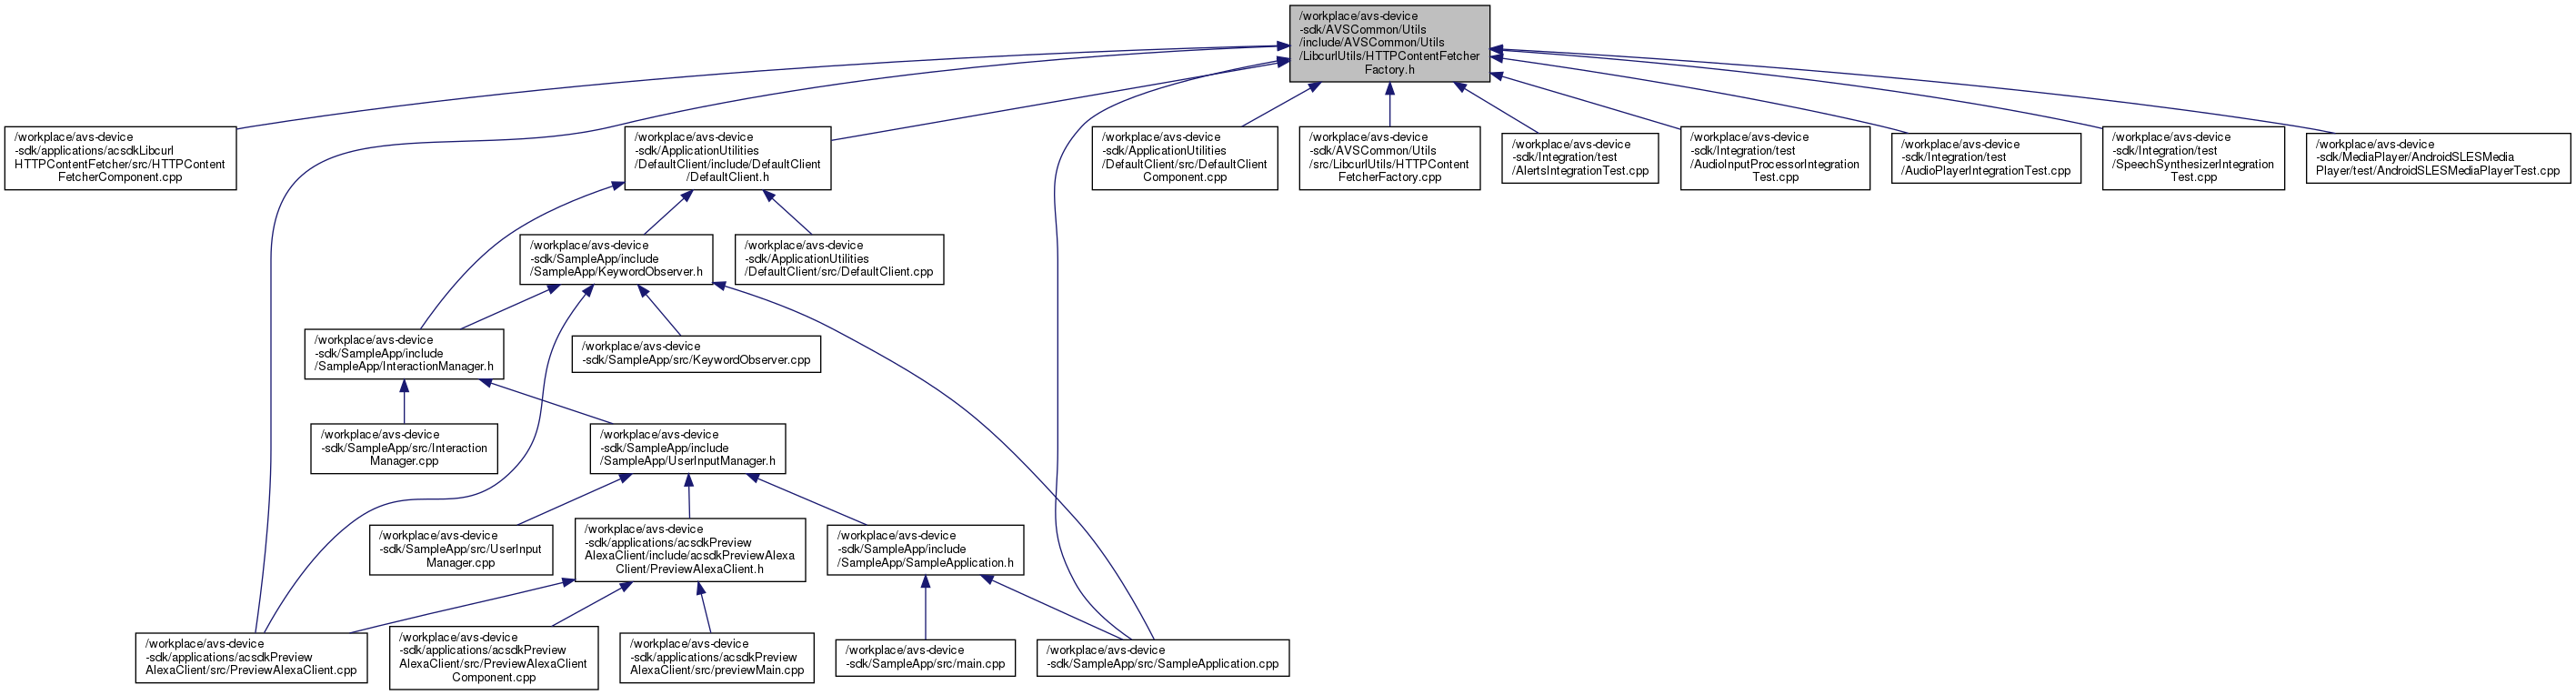 /workplace/avs-device
-sdk/AVSCommon/Utils
/include/AVSCommon/Utils
/LibcurlUtils/HTTPContentFetcher
Factory.h
/workplace/avs-device
-sdk/applications/acsdkLibcurl
HTTPContentFetcher/src/HTTPContent
FetcherComponent.cpp
/workplace/avs-device
-sdk/ApplicationUtilities
/DefaultClient/include/DefaultClient
/DefaultClient.h
/workplace/avs-device
-sdk/ApplicationUtilities
/DefaultClient/src/DefaultClient
Component.cpp
/workplace/avs-device
-sdk/AVSCommon/Utils
/src/LibcurlUtils/HTTPContent
FetcherFactory.cpp
/workplace/avs-device
-sdk/Integration/test
/AlertsIntegrationTest.cpp
/workplace/avs-device
-sdk/Integration/test
/AudioInputProcessorIntegration
Test.cpp
/workplace/avs-device
-sdk/Integration/test
/AudioPlayerIntegrationTest.cpp
/workplace/avs-device
-sdk/Integration/test
/SpeechSynthesizerIntegration
Test.cpp
/workplace/avs-device
-sdk/MediaPlayer/AndroidSLESMedia
Player/test/AndroidSLESMediaPlayerTest.cpp
/workplace/avs-device
-sdk/SampleApp/include
/SampleApp/KeywordObserver.h
/workplace/avs-device
-sdk/ApplicationUtilities
/DefaultClient/src/DefaultClient.cpp
/workplace/avs-device
-sdk/SampleApp/include
/SampleApp/InteractionManager.h
/workplace/avs-device
-sdk/SampleApp/src/KeywordObserver.cpp
/workplace/avs-device
-sdk/SampleApp/src/Interaction
Manager.cpp
/workplace/avs-device
-sdk/SampleApp/include
/SampleApp/UserInputManager.h
/workplace/avs-device
-sdk/SampleApp/src/UserInput
Manager.cpp
/workplace/avs-device
-sdk/applications/acsdkPreview
AlexaClient/include/acsdkPreviewAlexa
Client/PreviewAlexaClient.h
/workplace/avs-device
-sdk/SampleApp/include
/SampleApp/SampleApplication.h
/workplace/avs-device
-sdk/applications/acsdkPreview
AlexaClient/src/PreviewAlexaClient.cpp
/workplace/avs-device
-sdk/applications/acsdkPreview
AlexaClient/src/PreviewAlexaClient
Component.cpp
/workplace/avs-device
-sdk/applications/acsdkPreview
AlexaClient/src/previewMain.cpp
/workplace/avs-device
-sdk/SampleApp/src/main.cpp
/workplace/avs-device
-sdk/SampleApp/src/SampleApplication.cpp